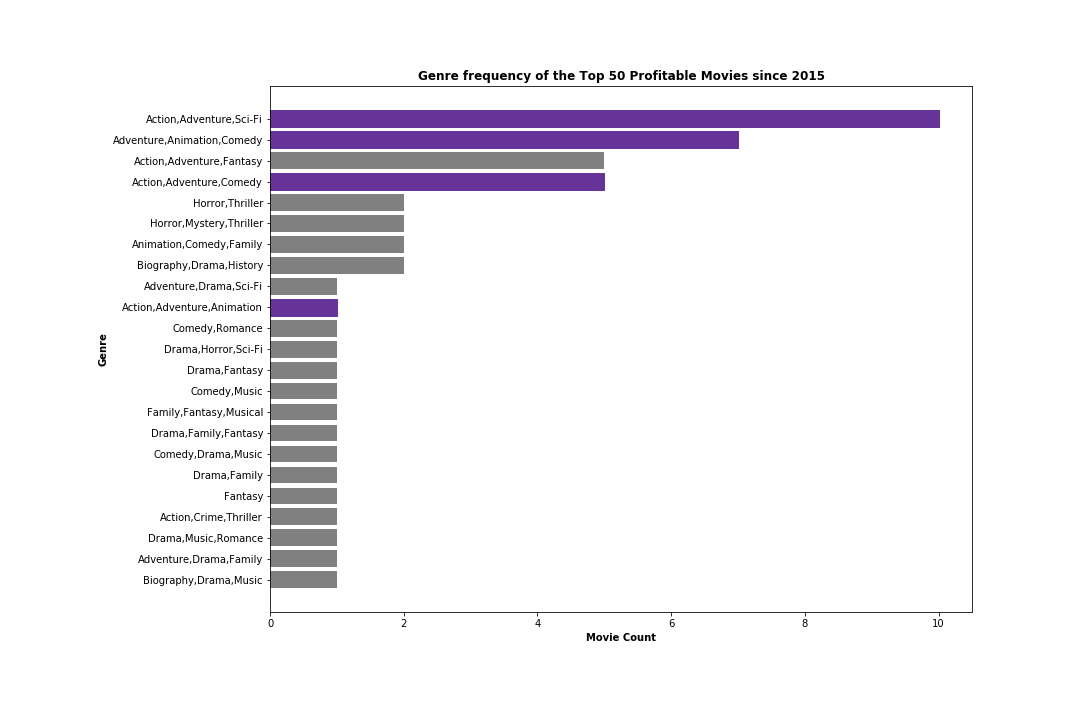 Genre frequency of the Top 50 Profitable Movies since 2015
Action,Adventure,Sci-Fi
Adventure,Animation,Comedy
Action,Adventure,Fantasy
Action,Adventure,Comedy
Horror,Thriller
Horror,Mystery,Thriller
Animation,Comedy,Family
Biography,Drama,History
Adventure,Drama,Sci-Fi
Action,Adventure,Animation
Comedy,Romance
Drama,Horror,Sci-Fi
Drama,Fantasy
Comedy,Music
Family,Fantasy,Musical
Drama,Family,Fantasy
Comedy,Drama,Music
Drama,Family
Fantasy
Action,Crime,Thriller
Drama,Music,Romance
Adventure,Drama,Family
Biography,Drama,Music
Genre
0 2 4 6 8 10
Movie Count